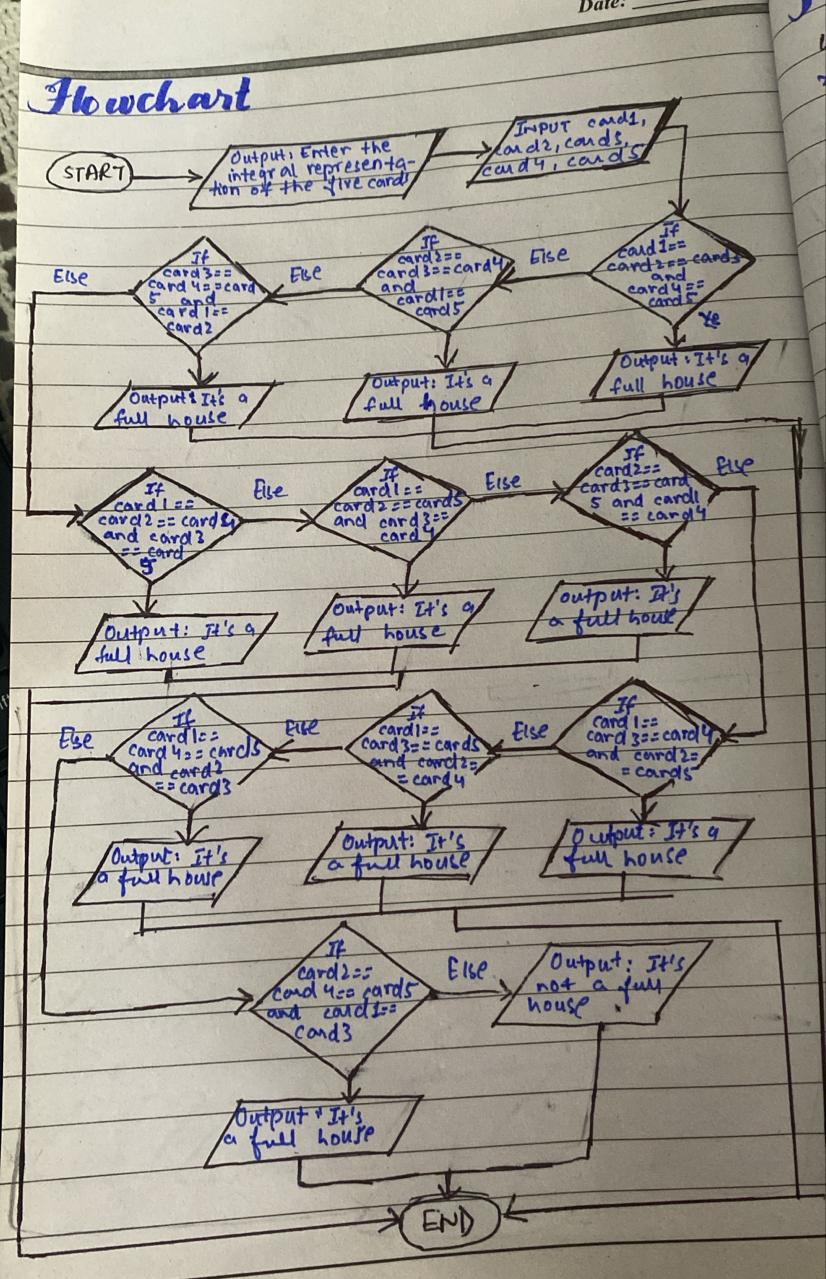 Date:
Flowchart
START
Output: Enter the
integral representa-
tion of the five cards
INPUT card1,
card2, card3,
card4, card5
If
card1==
card2==card3
and
card4==
card5
Else
If
card2==
card3==card4
and
card1==
card5
Else
If
card3==
card4==card
5 and
card1==
card2
Else
Output: It's a
full house
Output: It's a
full house
Output: It's a
full house
If
card1==
card2==card4
and card3
==card
5
Else
If
card1==
card2==card5
and card3==
card4
Else
If
card2==
card3==card
5 and card1
==card4
Else
Output: It's a
full house
Output: It's a
full house
output: It's
a full house
If
card1==
card3==card4
and card2=
=card5
Else
If
card1==
card3==card5
and card2=
=card4
Else
If
card1==
card4==card5
and card2
==card3
Else
Output: It's
a full house
Output: It's
a full house
Output: It's a
full house
If
card2==
card4==card5
and card1==
card3
Else
Output: It's
not a full
house
Output: It's
a full house
END